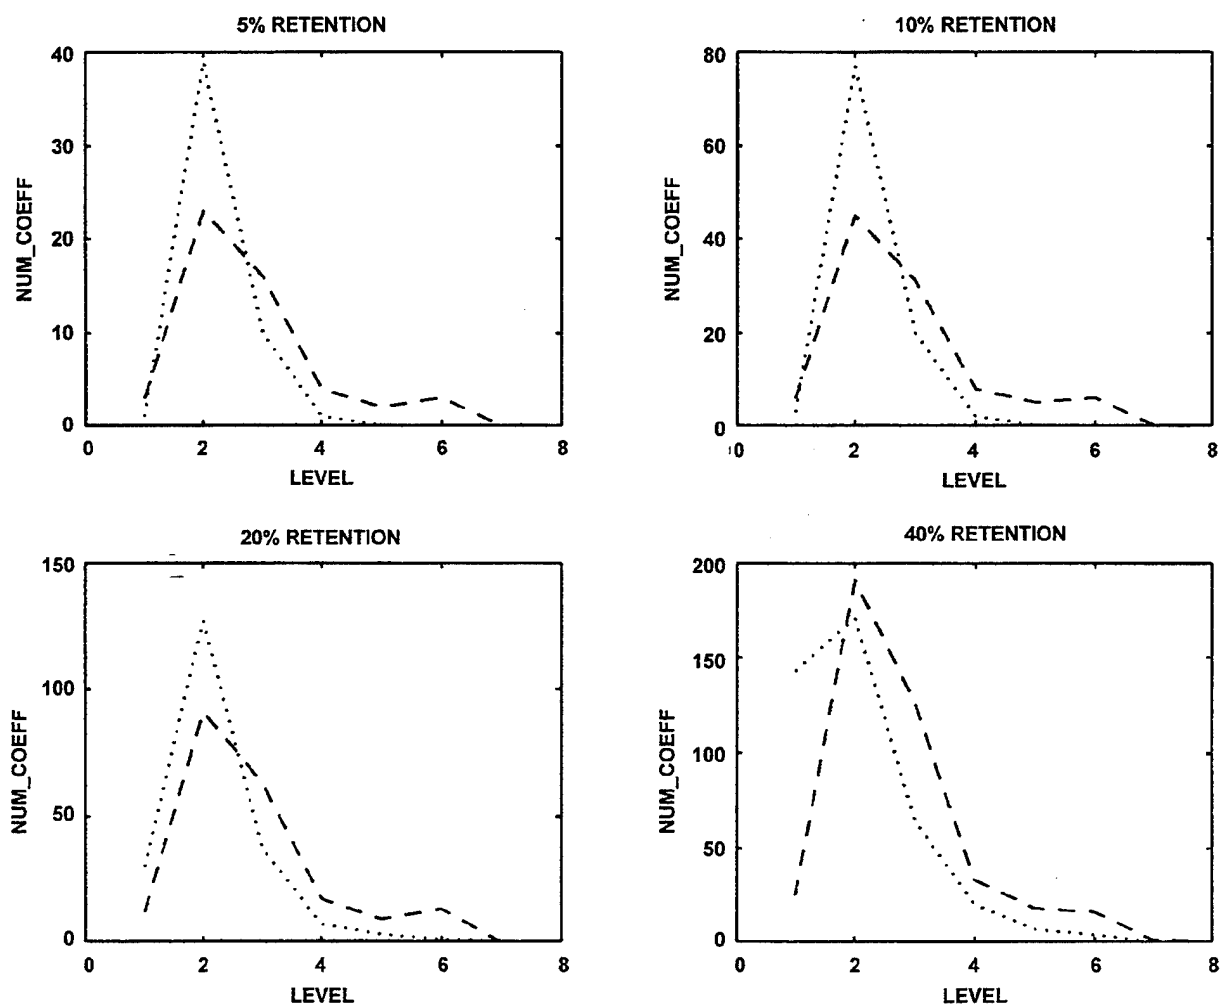 5% RETENTION
40
30
20
10
0
NUM_COEFF
0 2 4 6 8
LEVEL
10% RETENTION
80
60
40
20
0
NUM_COEFF
0 2 4 6 8
LEVEL
20% RETENTION
150
100
50
0
NUM_COEFF
0 2 4 6 8
LEVEL
40% RETENTION
200
150
100
50
0
NUM_COEFF
0 2 4 6 8
LEVEL